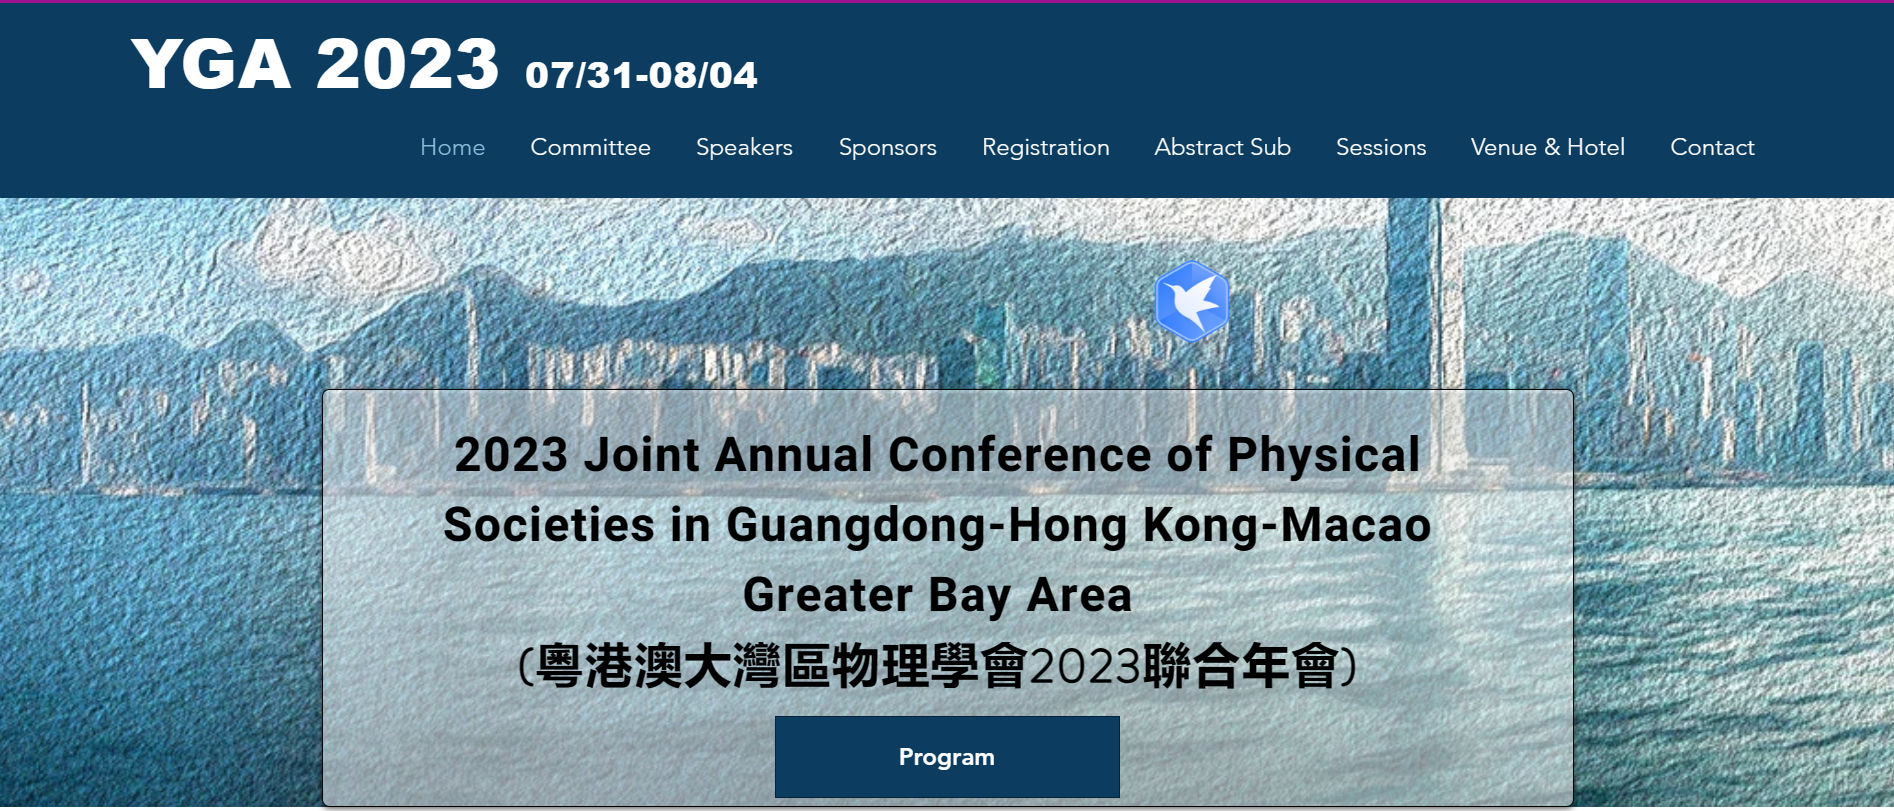 YGA 2023 07/31-08/04
Home Committee Speakers Sponsors Registration Abstract Sub Sessions Venue & Hotel Contact
2023 Joint Annual Conference of Physical
Societies in Guangdong-Hong Kong-Macao
Greater Bay Area
(粵港澳大灣區物理學會2023聯合年會)
Program